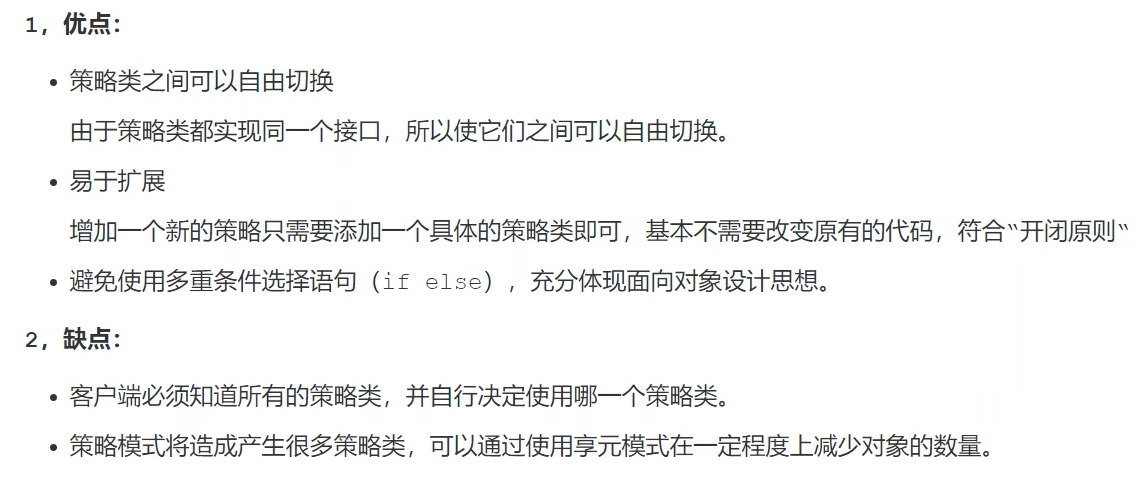 1，优点：
策略类之间可以自由切换
由于策略类都实现同一个接口，所以使它们之间可以自由切换。
易于扩展
增加一个新的策略只需要添加一个具体的策略类即可，基本不需要改变原有的代码，符合“开闭原则“
避免使用多重条件选择语句（if else），充分体现面向对象设计思想。
2，缺点：
客户端必须知道所有的策略类，并自行决定使用哪一个策略类。
策略模式将造成产生很多策略类，可以通过使用享元模式在一定程度上减少对象的数量。